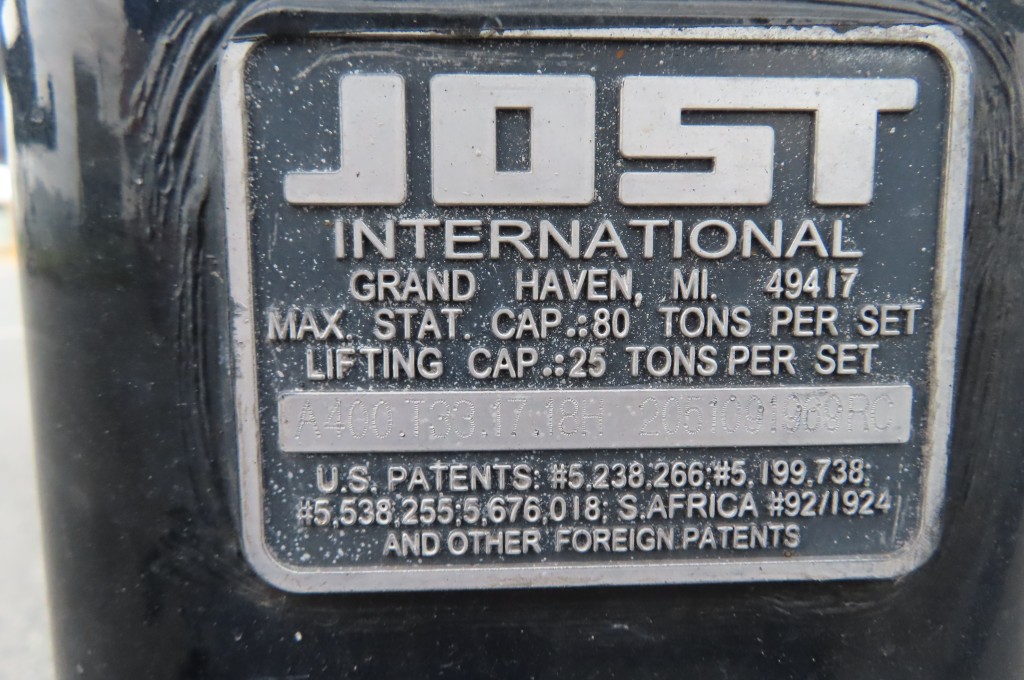 JOST
INTERNATIONAL
GRAND HAVEN, MI. 49417
MAX. STAT. CAP.:80 TONS PER SET
LIFTING CAP.:25 TONS PER SET
A400.T33.17.18H 2051091969RC
U.S. PATENTS: #5,238,266;#5,199,738;
#5,538,255;5,676,018; S.AFRICA #92/1924
AND OTHER FOREIGN PATENTS